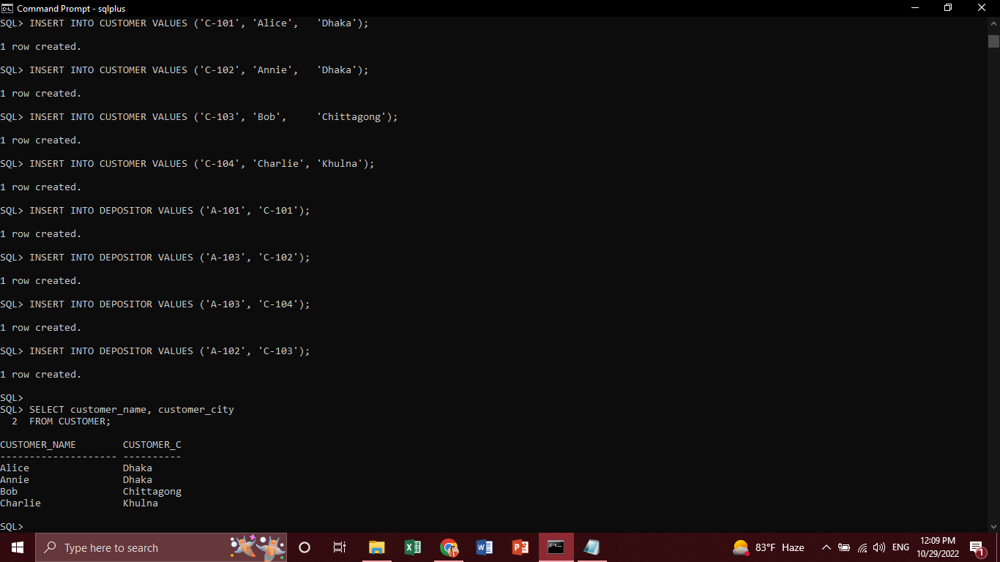 Command Prompt - sqlplus
SQL> INSERT INTO CUSTOMER VALUES ('C-101', 'Alice',   'Dhaka');
1 row created.
SQL> INSERT INTO CUSTOMER VALUES ('C-102', 'Annie',   'Dhaka');
1 row created.
SQL> INSERT INTO CUSTOMER VALUES ('C-103', 'Bob',     'Chittagong');
1 row created.
SQL> INSERT INTO CUSTOMER VALUES ('C-104', 'Charlie', 'Khulna');
1 row created.
SQL> INSERT INTO DEPOSITOR VALUES ('A-101', 'C-101');
1 row created.
SQL> INSERT INTO DEPOSITOR VALUES ('A-103', 'C-102');
1 row created.
SQL> INSERT INTO DEPOSITOR VALUES ('A-103', 'C-104');
1 row created.
SQL> INSERT INTO DEPOSITOR VALUES ('A-102', 'C-103');
1 row created.
SQL>
SQL> SELECT customer_name, customer_city
  2  FROM CUSTOMER;
CUSTOMER_NAME        CUSTOMER_C
-------------------- ----------
Alice                Dhaka
Annie                Dhaka
Bob                  Chittagong
Charlie              Khulna
SQL>
Type here to search
83°F Haze
ENG
12:09 PM
10/29/2022
1